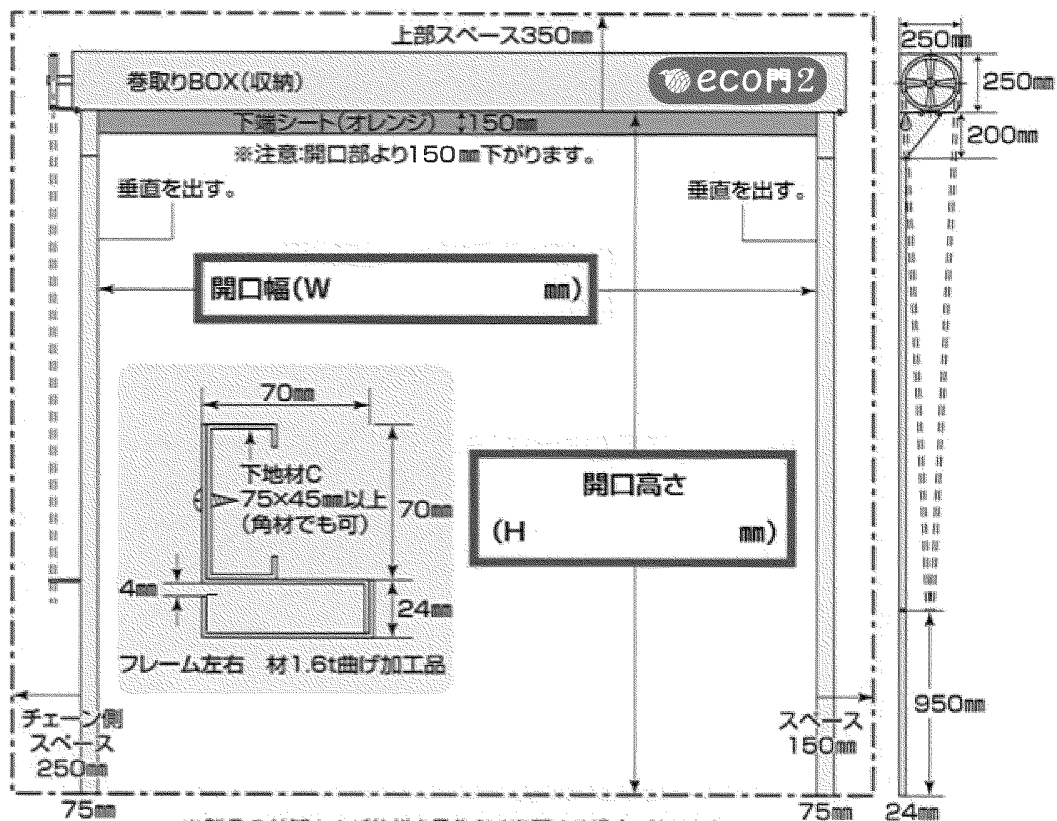 上部スペース350㎜
250㎜
巻取りBOX(収納)
eco門2
250㎜
下端シート(オレンジ) 150㎜
200㎜
※注意:開口部より150㎜下がります。
垂直を出す。
垂直を出す。
開口幅(W ㎜)
70㎜
下地材C
75×45㎜以上
(角材でも可)
70㎜
開口高さ
(H ㎜)
4㎜
24㎜
フレーム左右 材1.6t曲げ加工品
チェーン側
スペース
250㎜
スペース
150㎜
950㎜
75㎜
75㎜
24㎜